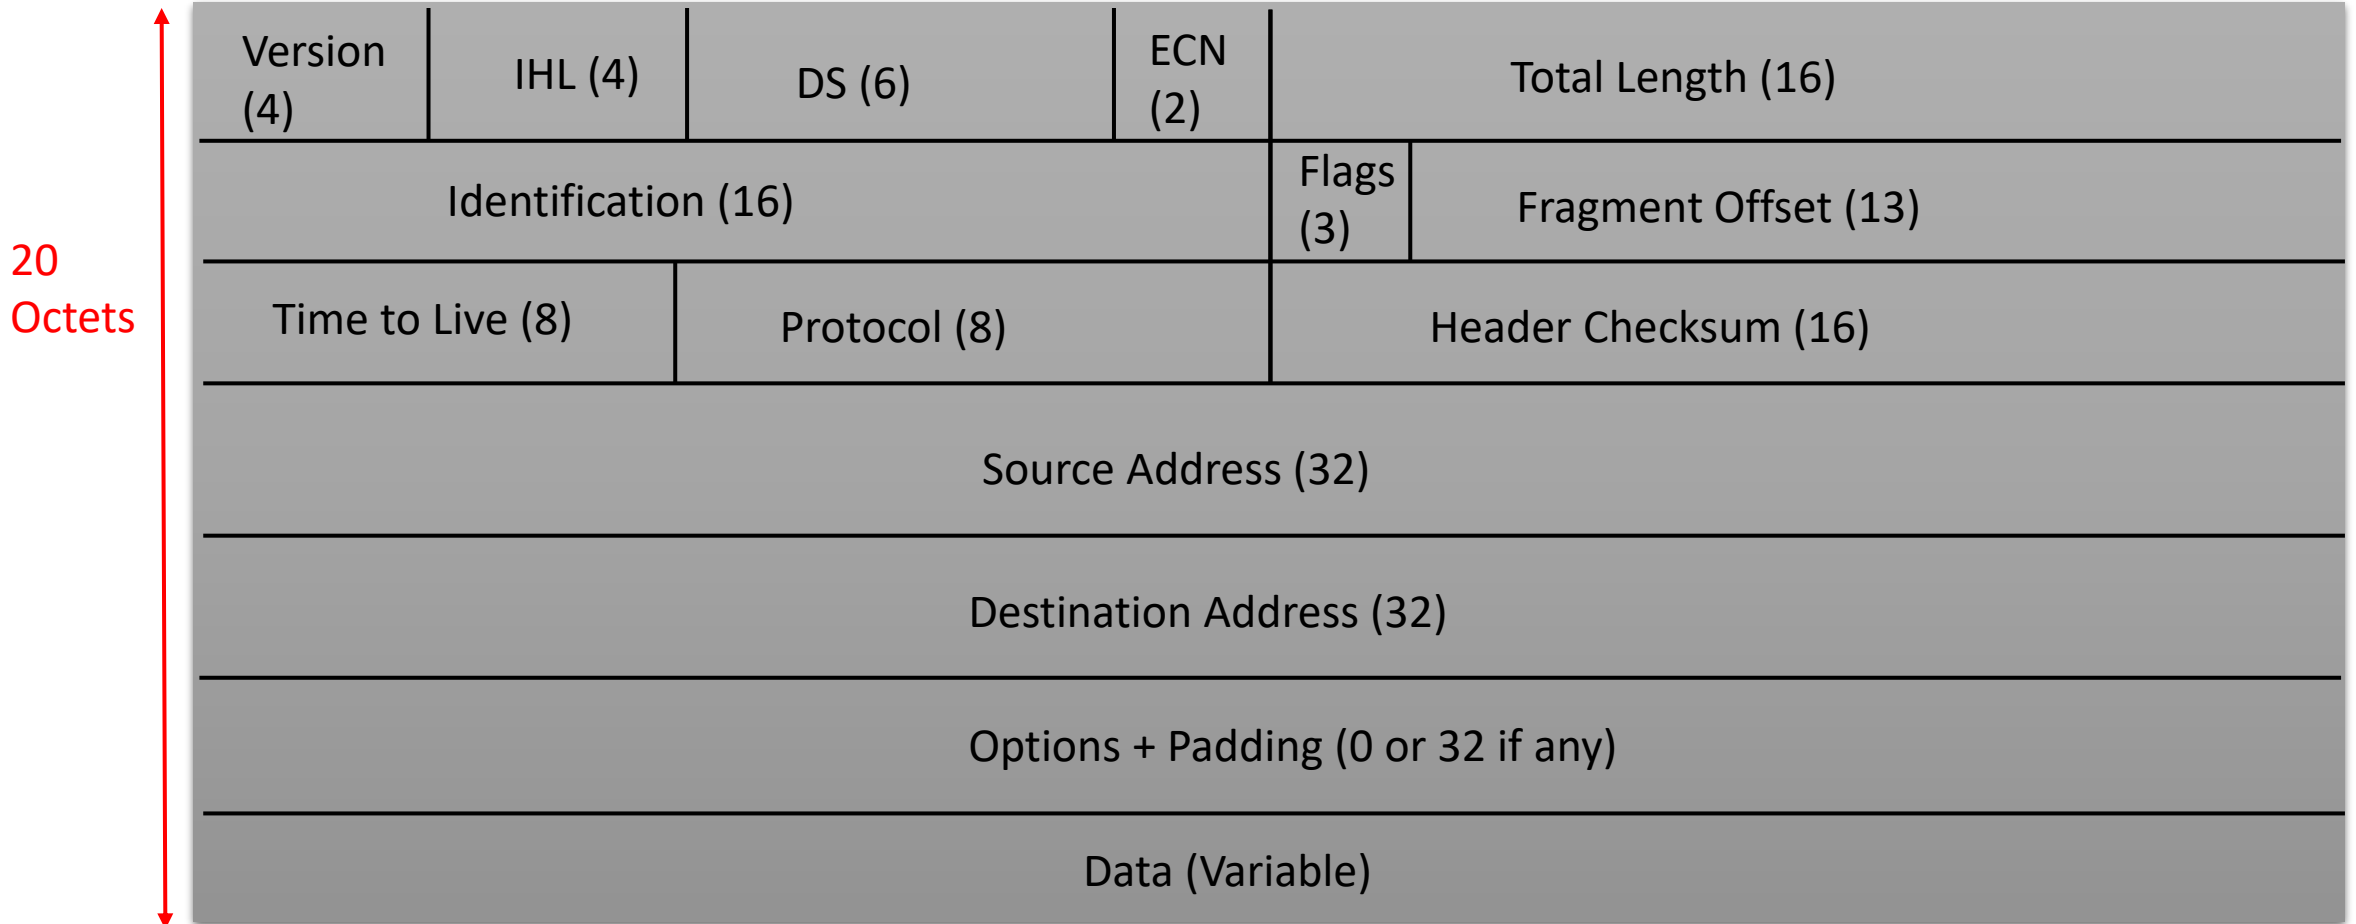 Version
(4)
IHL (4)
DS (6)
ECN
(2)
Total Length (16)
Identification (16)
Flags
(3)
Fragment Offset (13)
20
Octets
Time to Live (8)
Protocol (8)
Header Checksum (16)
Source Address (32)
Destination Address (32)
Options + Padding (0 or 32 if any)
Data (Variable)